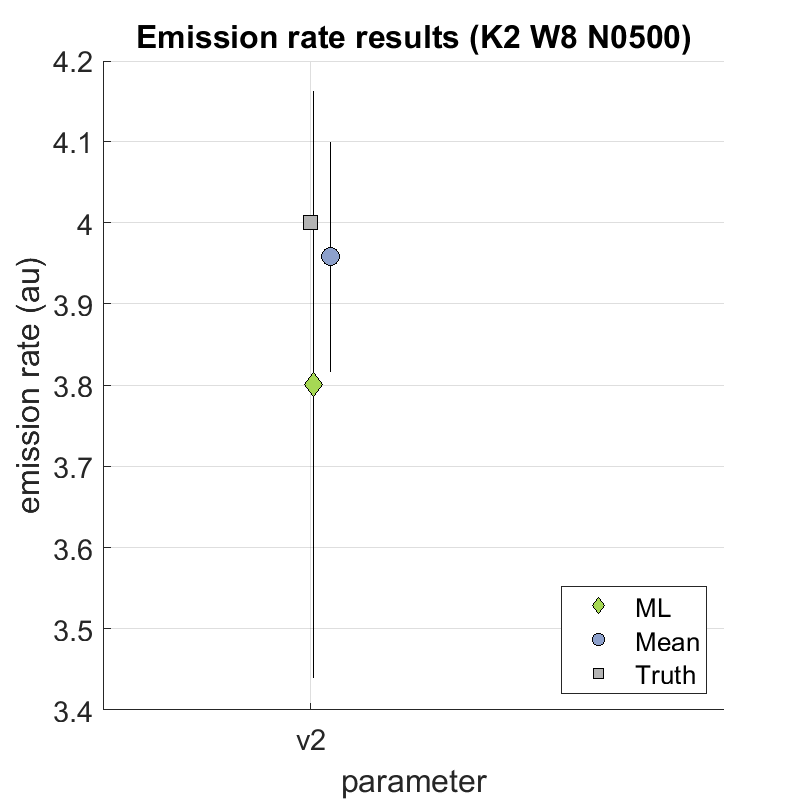 Emission rate results (K2 W8 N0500)
4.2
4.1
4
3.9
3.8
3.7
3.6
3.5
3.4
emission rate (au)
ML
Mean
Truth
v2
parameter